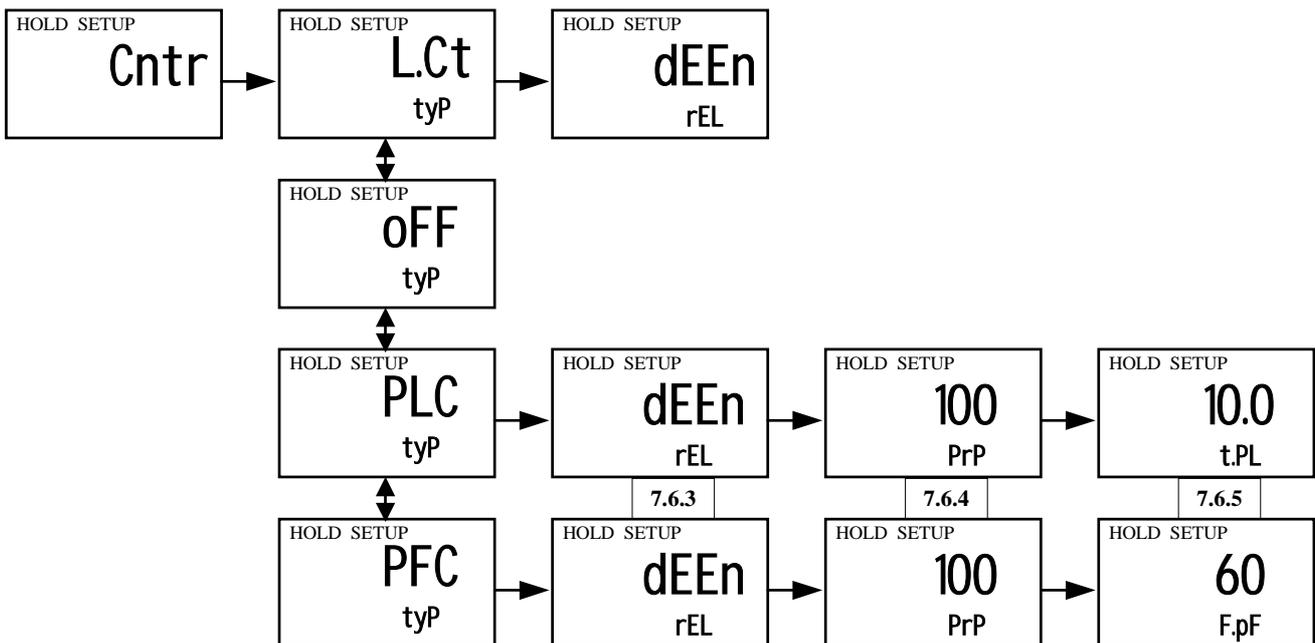 HOLD SETUP
Cntr
HOLD SETUP
L.Ct
tyP
HOLD SETUP
dEEn
rEL
HOLD SETUP
oFF
tyP
HOLD SETUP
PLC
tyP
HOLD SETUP
dEEn
rEL
HOLD SETUP
100
PrP
HOLD SETUP
10.0
t.PL
7.6.3
7.6.4
7.6.5
HOLD SETUP
PFC
tyP
HOLD SETUP
dEEn
rEL
HOLD SETUP
100
PrP
HOLD SETUP
60
F.pF